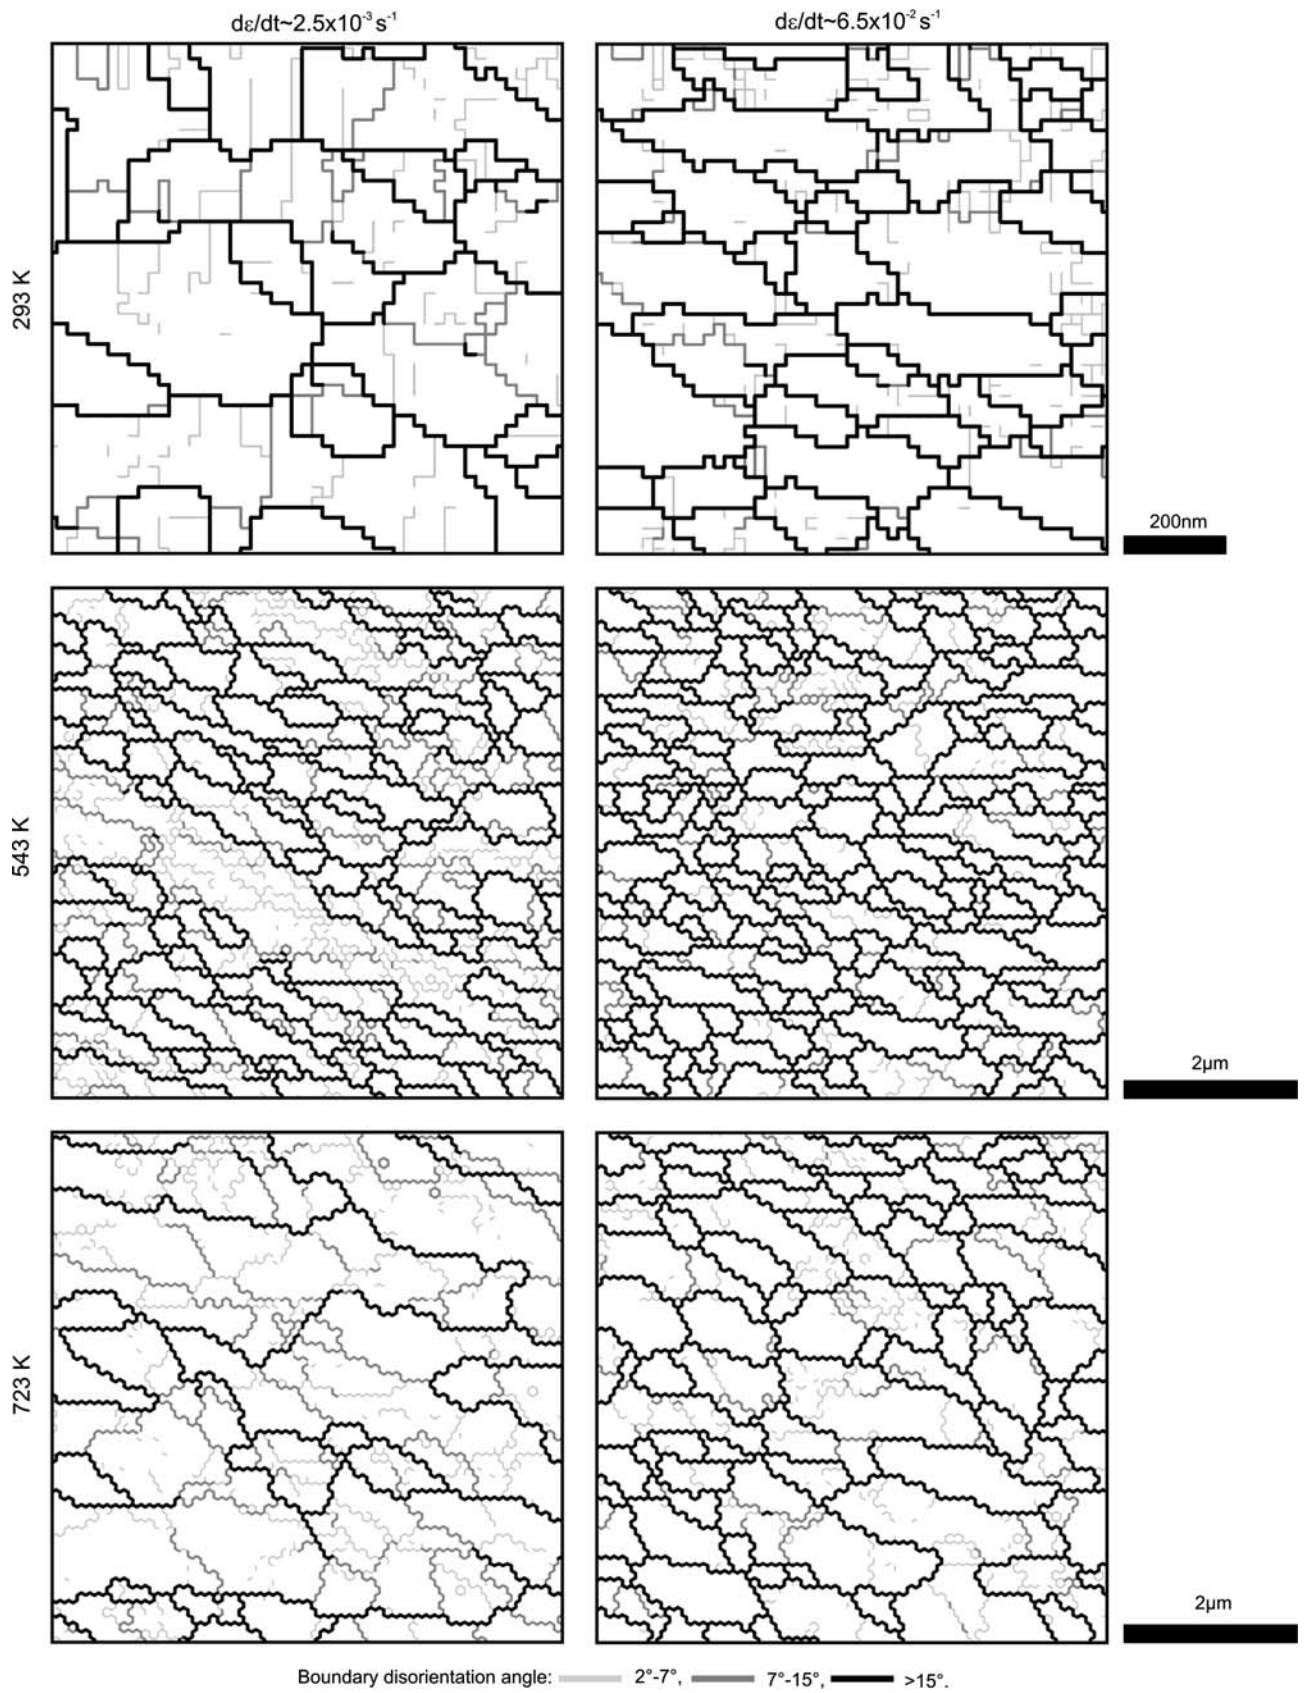 dε/dt~2.5x10⁻³ s⁻¹
dε/dt~6.5x10⁻² s⁻¹
293 K
200nm
543 K
2µm
723 K
2µm
Boundary disorientation angle: 2°-7°, 7°-15°, >15°.